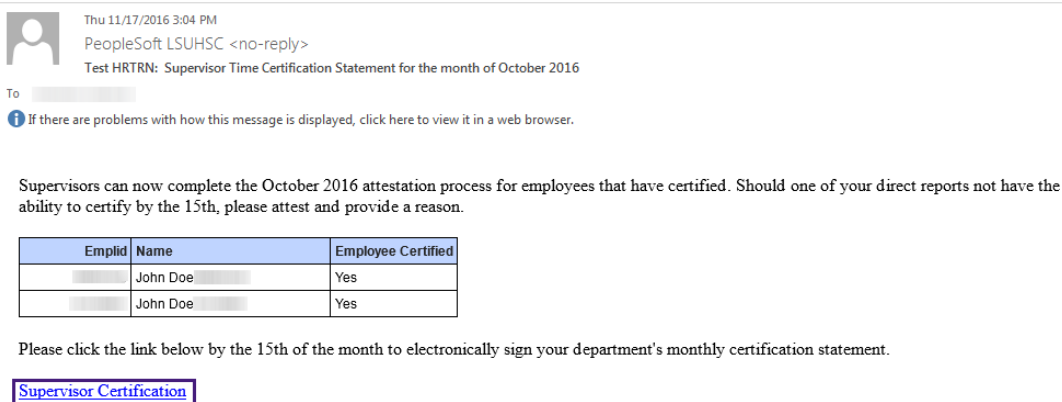 Thu 11/17/2016 3:04 PM
PeopleSoft LSUHSC <no-reply>
Test HRTRN: Supervisor Time Certification Statement for the month of October 2016
To
If there are problems with how this message is displayed, click here to view it in a web browser.
Supervisors can now complete the October 2016 attestation process for employees that have certified. Should one of your direct reports not have the
ability to certify by the 15th, please attest and provide a reason.
Emplid Name Employee Certified
John Doe Yes
John Doe Yes
Please click the link below by the 15th of the month to electronically sign your department's monthly certification statement.
Supervisor Certification